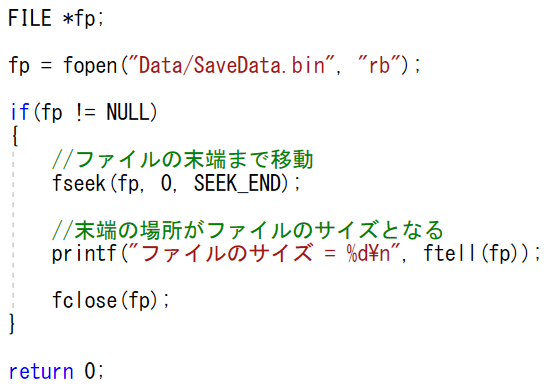 FILE *fp;
fp = fopen("Data/SaveData.bin", "rb");
if(fp != NULL)
{
//ファイルの末端まで移動
fseek(fp, 0, SEEK_END);
//末端の場所がファイルのサイズとなる
printf("ファイルのサイズ = %d¥n", ftell(fp));
fclose(fp);
}
return 0;